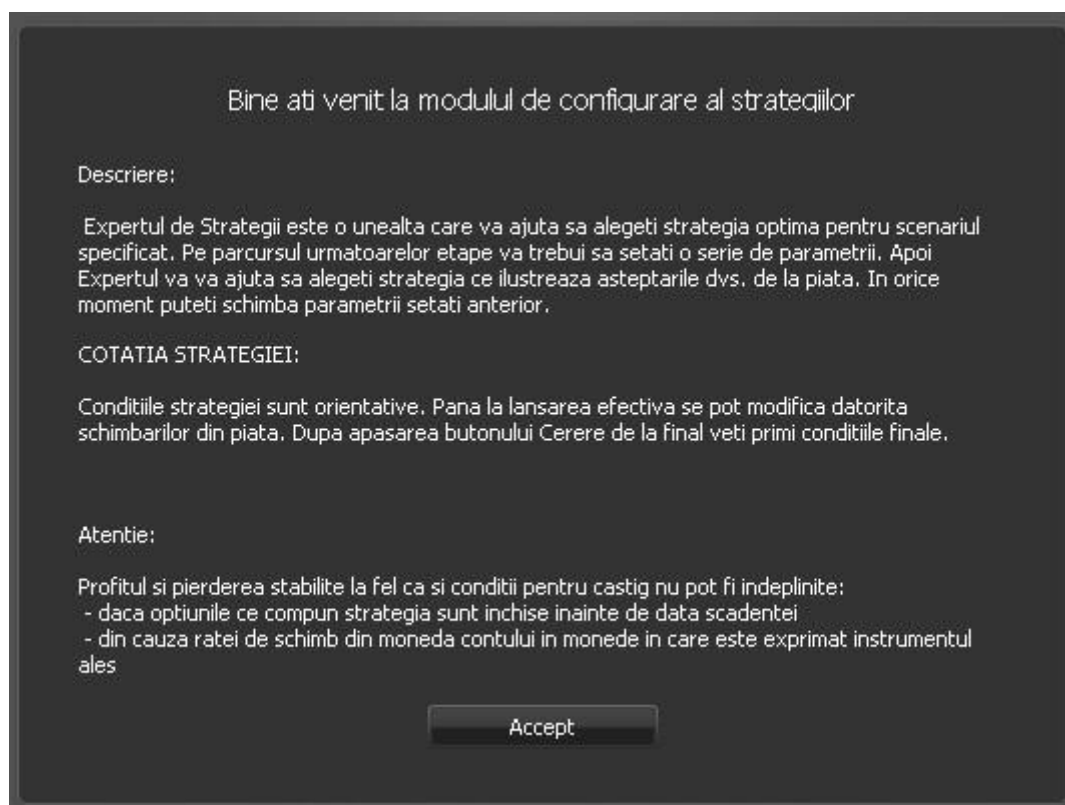 Bine ati venit la modulul de configurare al strategiilor
Descriere:
Expertul de Strategii este o unealta care va ajuta sa alegeti strategia optima pentru scenariul
specificat. Pe parcursul urmatoarelor etape va trebui sa setati o serie de parametrii. Apoi
Expertul va va ajuta sa alegeti strategia ce ilustreaza asteptarile dvs. de la piata. In orice
moment puteti schimba parametrii setati anterior.
COTATIA STRATEGIEI:
Conditiile strategiei sunt orientative. Pana la lansarea efectiva se pot modifica datorita
schimbarilor din piata. Dupa apasarea butonului Cerere de la final veti primi conditiile finale.
Atentie:
Profitul si pierderea stabilite la fel ca si conditii pentru castig nu pot fi indeplinite:
- daca optiunile ce compun strategia sunt inchise inainte de data scadentei
- din cauza ratei de schimb din moneda contului in monede in care este exprimat instrumentul
ales
Accept